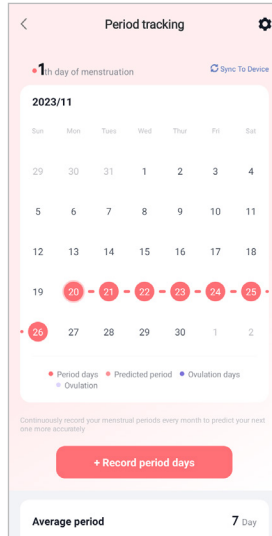 Period tracking
1th day of menstruation
Sync To Device
2023/11
Sun Mon Tues Wed Thur Fri Sat
29 30 31 1 2 3 4
5 6 7 8 9 10 11
12 13 14 15 16 17 18
19 20 21 22 23 24 25
26 27 28 29 30 1 2
Period days Predicted period Ovulation days
Ovulation
Continuously record your menstrual periods every month to predict your next
one more accurately
+ Record period days
Average period 7 Day